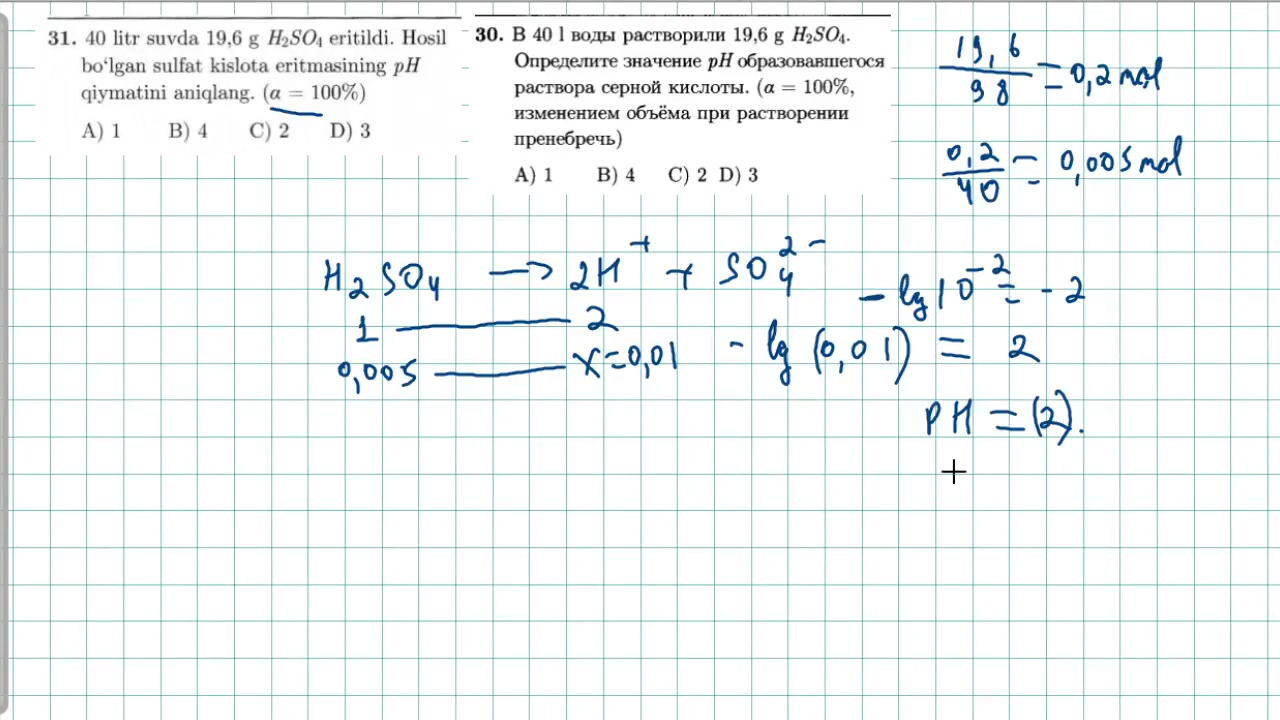 31. 40 litr suvda 19,6 g H₂SO₄ eritildi. Hosil
bo‘lgan sulfat kislota eritmasining pH
qiymatini aniqlang. (α = 100%)
A) 1 B) 4 C) 2 D) 3
30. В 40 l воды растворили 19,6 g H₂SO₄.
Определите значение pH образовавшегося
раствора серной кислоты. (α = 100%,
изменением объёма при растворении
пренебречь)
A) 1 B) 4 C) 2 D) 3
19,6/98 = 0,2 mol
0,2/40 = 0,005 mol
H₂SO₄ → 2H⁺ + SO₄²⁻
1 — 2
0,005 — x=0,01
- lg 10⁻² = - 2
- lg (0,01) = 2
PH = (2).